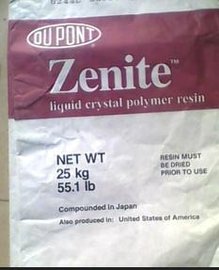 DU PONT
Zenite™
liquid crystal polymer resin
NET WT
25 kg
55.1 lb
RESIN MUST
BE DRIED
PRIOR TO USE
Compounded in Japan
Also produced in: United States of America